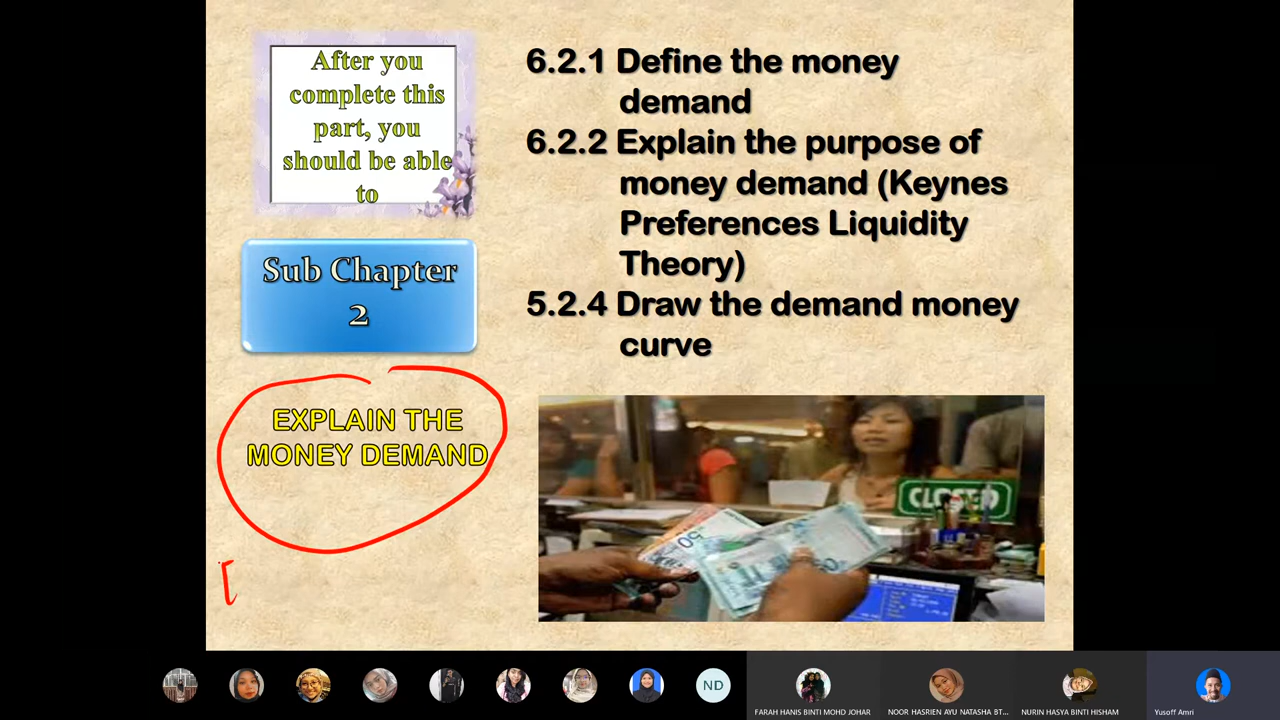 After you
complete this
part, you
should be able
to
Sub Chapter
2
EXPLAIN THE
MONEY DEMAND
6.2.1 Define the money
demand
6.2.2 Explain the purpose of
money demand (Keynes
Preferences Liquidity
Theory)
5.2.4 Draw the demand money
curve
CLOSED
50
ND
FARAH HANIS BINTI MOHD JOHAR
NOOR HASRIEN AYU NATASHA BT...
NURIN HASYA BINTI HISHAM
Yusoff Amri